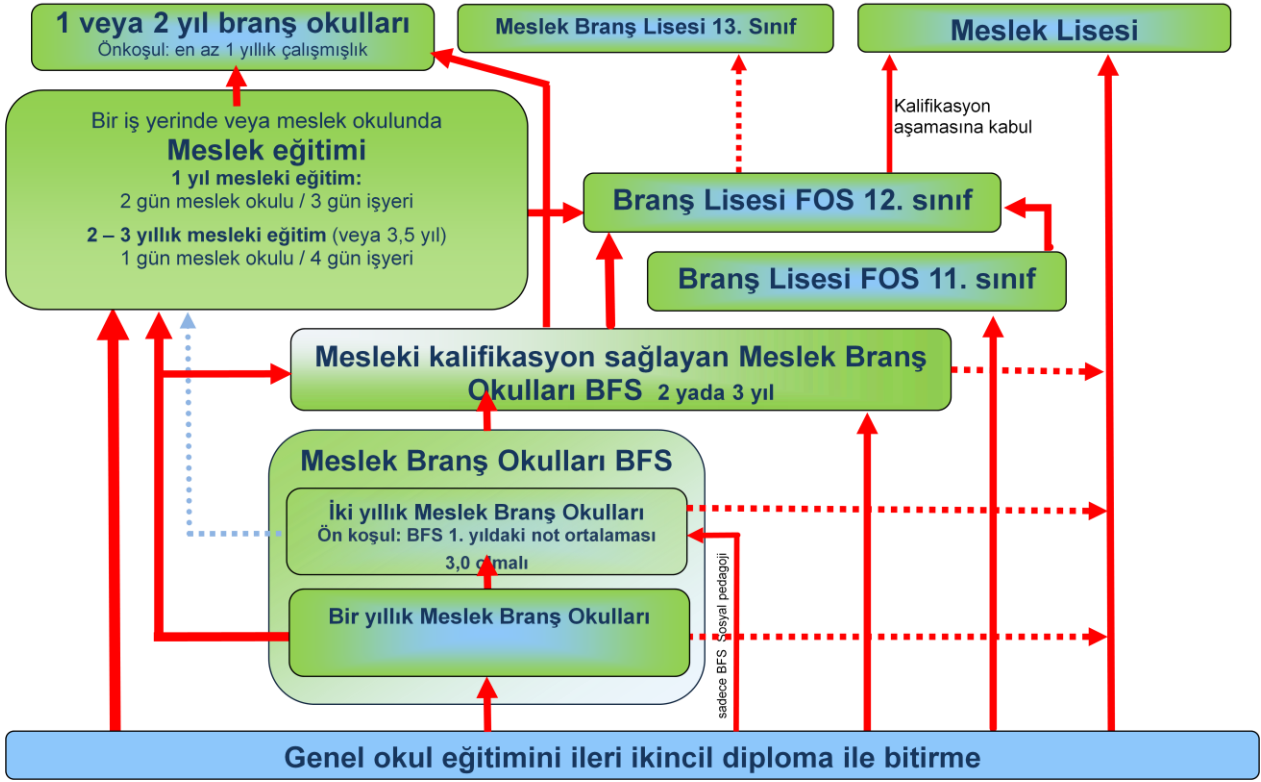 1 veya 2 yıl branş okulları
Önkoşul: en az 1 yıllık çalışmışlık
Meslek Branş Lisesi 13. Sınıf
Meslek Lisesi
Bir iş yerinde veya meslek okulunda
Meslek eğitimi
1 yıl mesleki eğitim:
2 gün meslek okulu / 3 gün işyeri
2 – 3 yıllık mesleki eğitim (veya 3,5 yıl)
1 gün meslek okulu / 4 gün işyeri
Kalifikasyon
aşamasına kabul
Branş Lisesi FOS 12. sınıf
Branş Lisesi FOS 11. sınıf
Mesleki kalifikasyon sağlayan Meslek Branş
Okulları BFS 2 yada 3 yıl
Meslek Branş Okulları BFS
İki yıllık Meslek Branş Okulları
Ön koşul: BFS 1. yıldaki not ortalaması
3,0 olmalı
sadece BFS Sosyal pedagoji
Bir yıllık Meslek Branş Okulları
Genel okul eğitimini ileri ikincil diploma ile bitirme